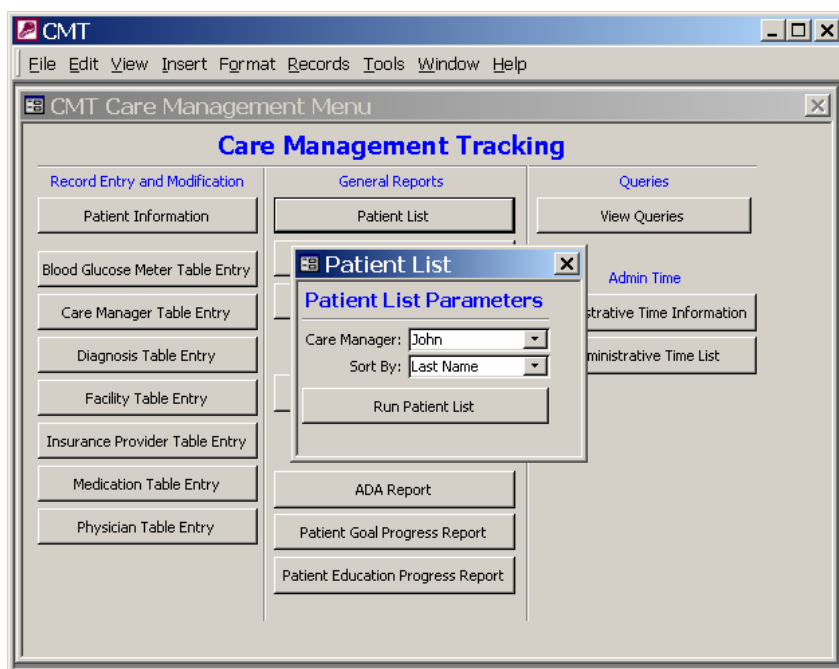 CMT
File Edit View Insert Format Records Tools Window Help
CMT Care Management Menu
Care Management Tracking
Record Entry and Modification
General Reports
Queries
Patient Information
Patient List
View Queries
Blood Glucose Meter Table Entry
Care Manager Table Entry
Diagnosis Table Entry
Facility Table Entry
Insurance Provider Table Entry
Medication Table Entry
Physician Table Entry
Patient List
Patient List Parameters
Care Manager: John
Sort By: Last Name
Run Patient List
Admin Time
strative Time Information
ministrative Time List
ADA Report
Patient Goal Progress Report
Patient Education Progress Report